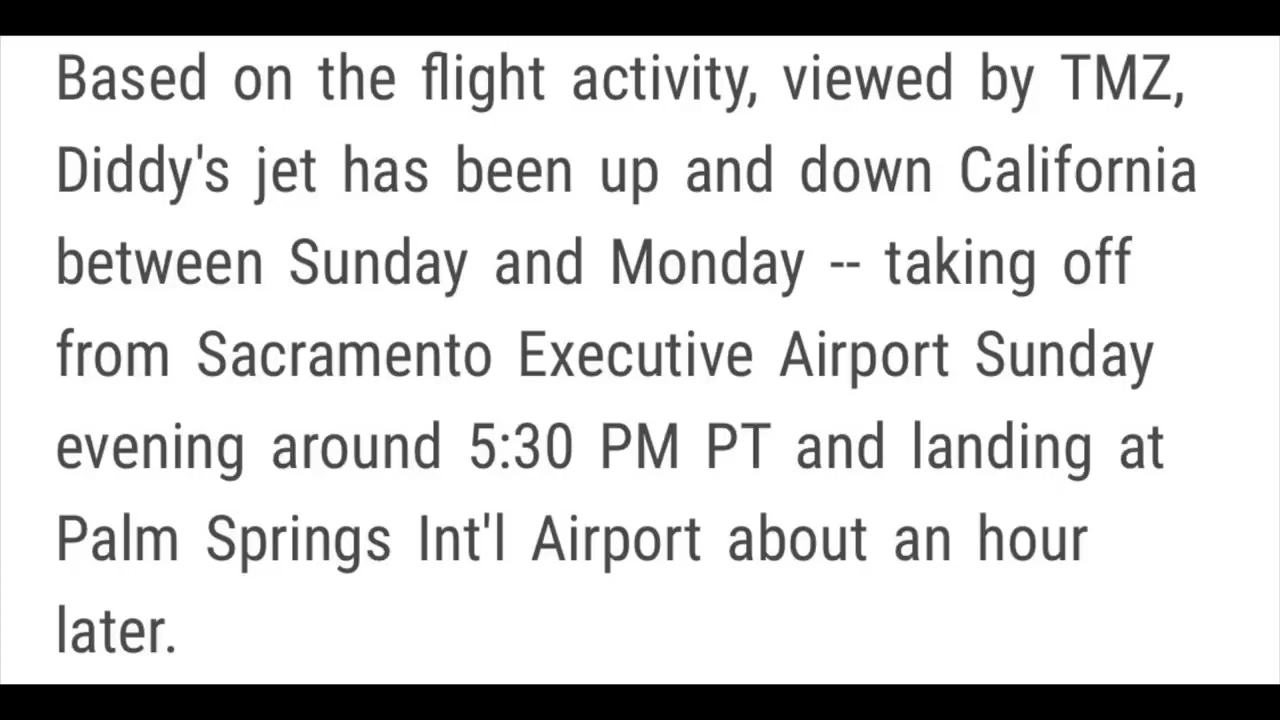 Based on the flight activity, viewed by TMZ,
Diddy's jet has been up and down California
between Sunday and Monday -- taking off
from Sacramento Executive Airport Sunday
evening around 5:30 PM PT and landing at
Palm Springs Int'l Airport about an hour
later.